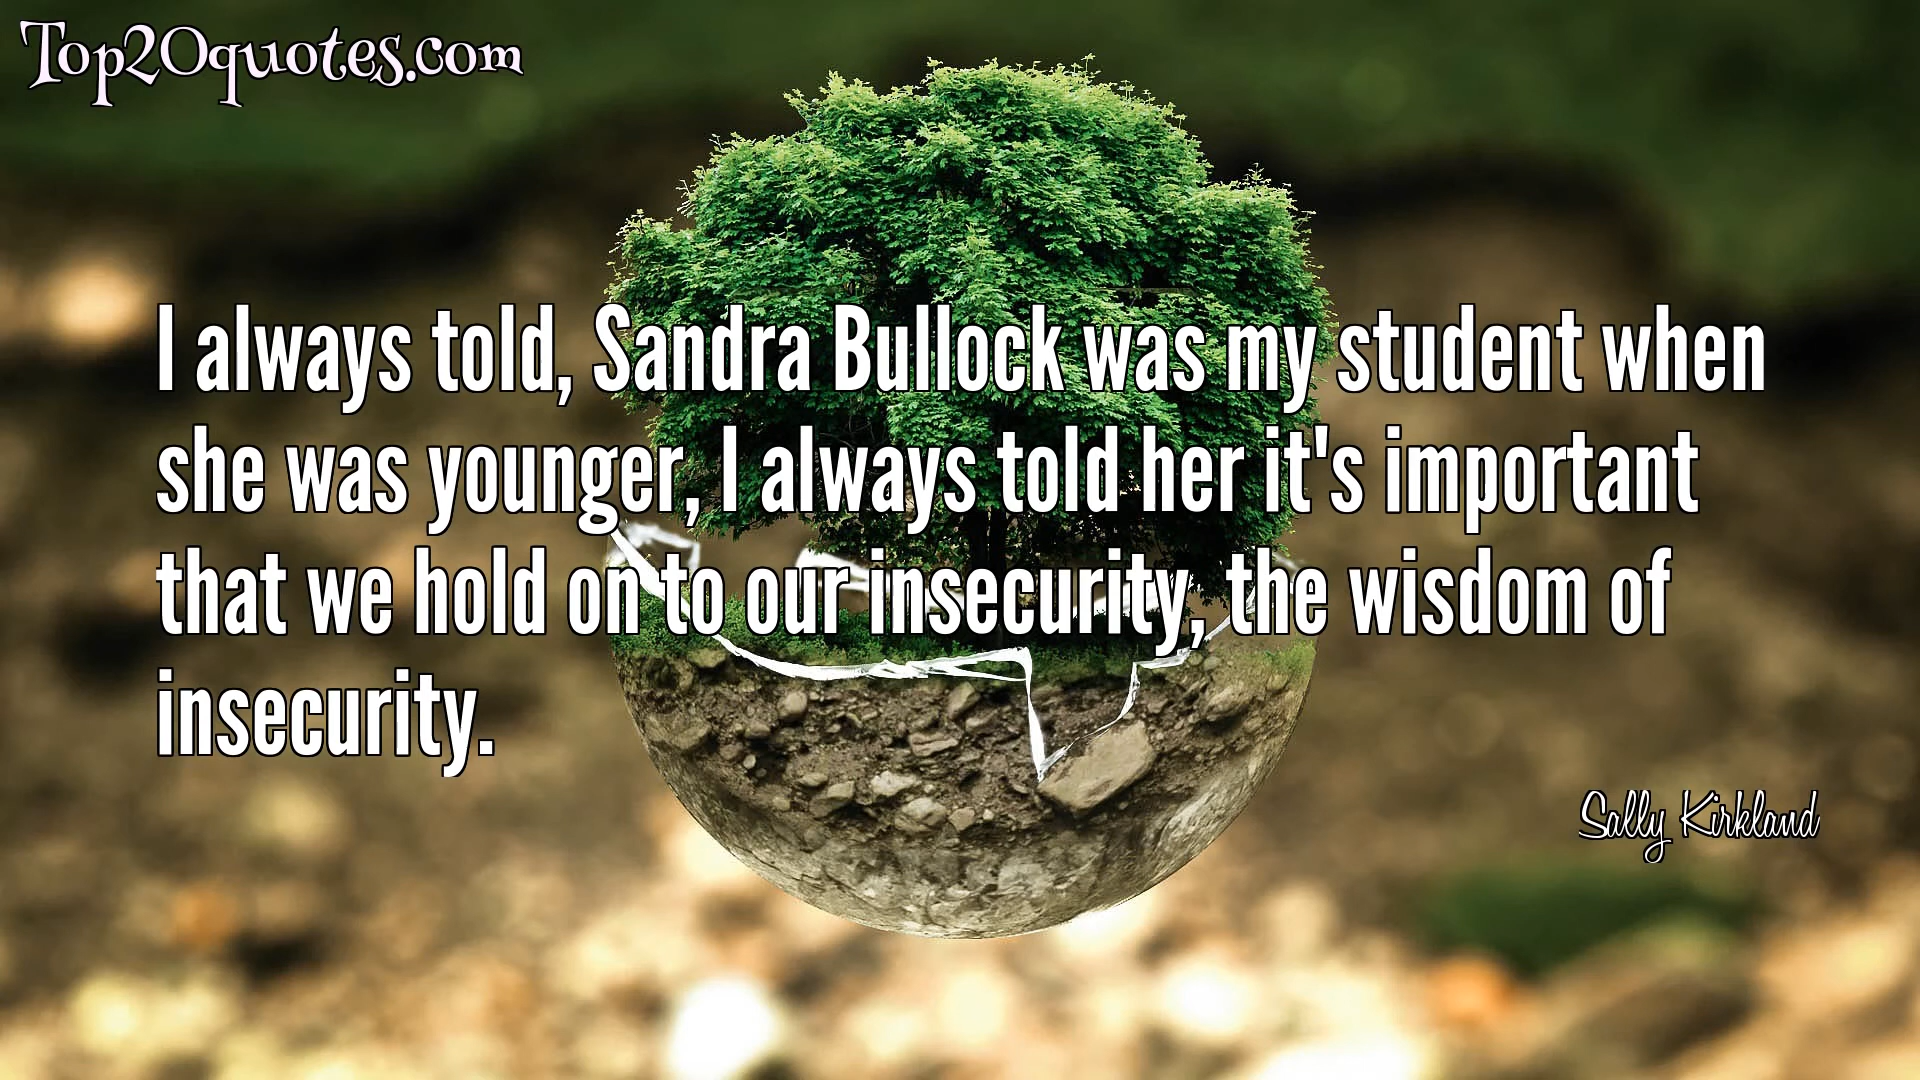 Top20quotes.com
I always told, Sandra Bullock was my student when
she was younger, I always told her it's important
that we hold on to our insecurity, the wisdom of
insecurity.
Sally Kirkland